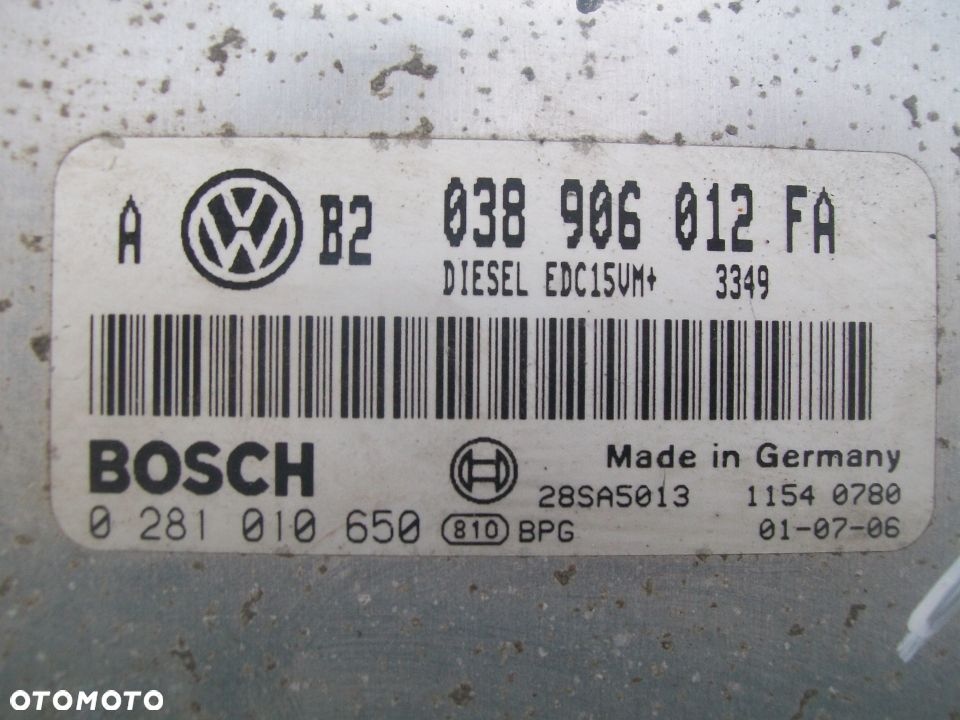 A VW B2 038 906 012 FA
DIESEL EDC15VM+ 3349
BOSCH
Made in Germany
28SA5013 1154 0780
0 281 010 650 810 BPG 01-07-06
OTOMOTO